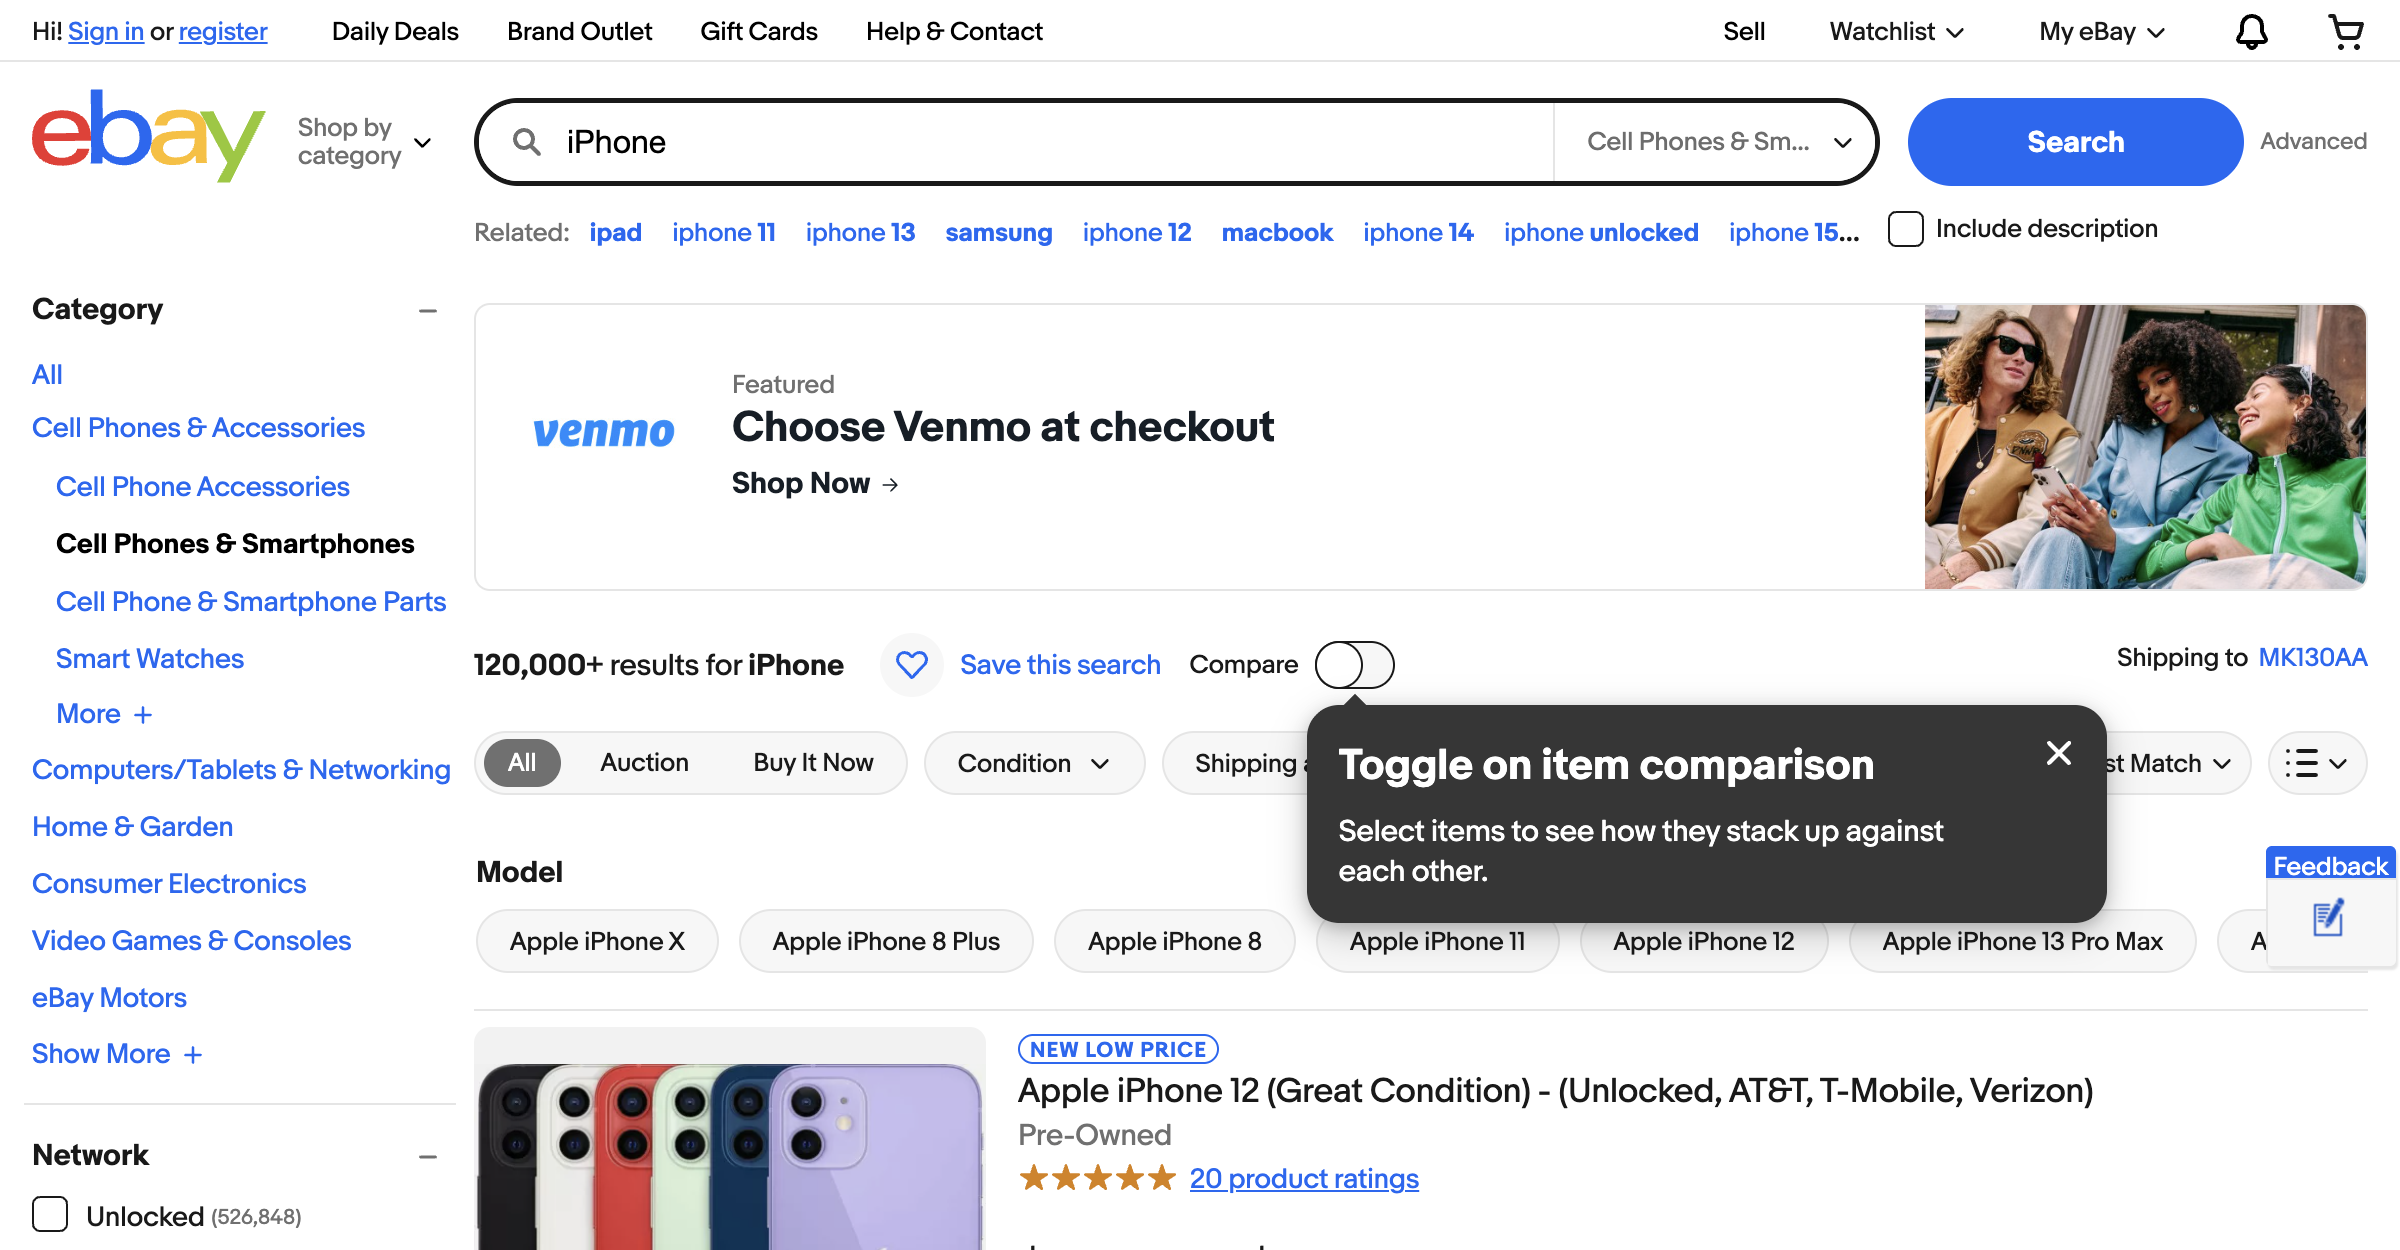 Hi! Sign in or register Daily Deals Brand Outlet Gift Cards Help & Contact Sell Watchlist My eBay
ebay
Shop by
category
iPhone Cell Phones & Sm... Search Advanced
Related: ipad iphone 11 iphone 13 samsung iphone 12 macbook iphone 14 iphone unlocked iphone 15... Include description
Category
All
Cell Phones & Accessories
Cell Phone Accessories
Cell Phones & Smartphones
Cell Phone & Smartphone Parts
Smart Watches
More +
Computers/Tablets & Networking
Home & Garden
Consumer Electronics
Video Games & Consoles
eBay Motors
Show More +
Network
Unlocked (526,848)
venmo
Featured
Choose Venmo at checkout
Shop Now →
120,000+ results for iPhone Save this search Compare Shipping to MK130AA
All Auction Buy It Now Condition Shipping st Match
Toggle on item comparison
Select items to see how they stack up against
each other.
Feedback
Model
Apple iPhone X Apple iPhone 8 Plus Apple iPhone 8 Apple iPhone 11 Apple iPhone 12 Apple iPhone 13 Pro Max A
NEW LOW PRICE
Apple iPhone 12 (Great Condition) - (Unlocked, AT&T, T-Mobile, Verizon)
Pre-Owned
20 product ratings